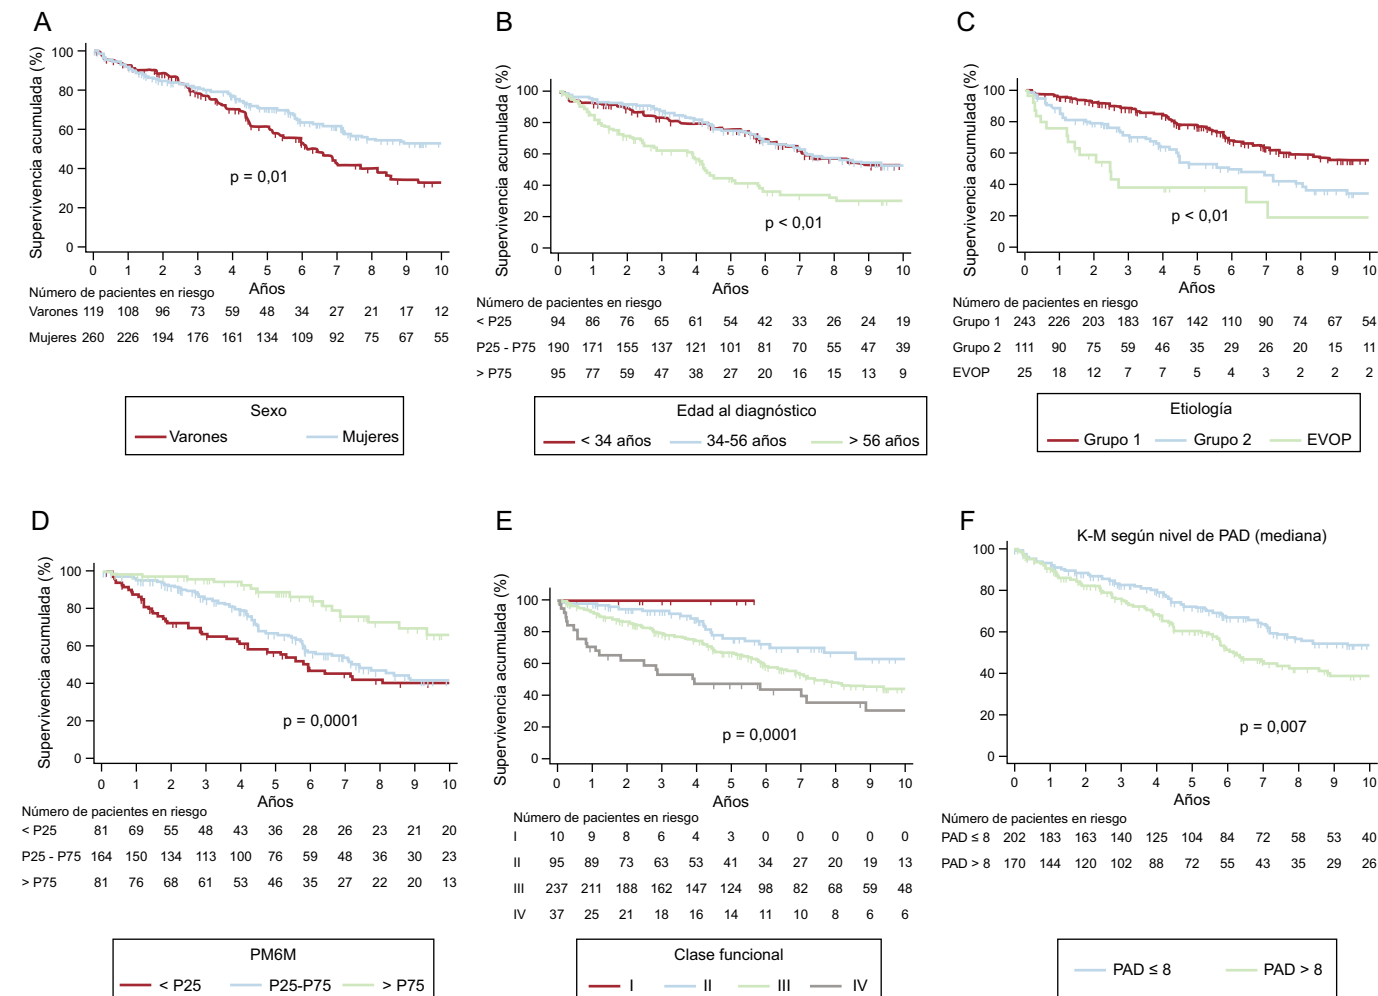 A
Supervivencia acumulada (%)
100
80
60
40
20
0
p = 0,01
0 1 2 3 4 5 6 7 8 9 10
Años
Número de pacientes en riesgo
Varones 119 108 96 73 59 48 34 27 21 17 12
Mujeres 260 226 194 176 161 134 109 92 75 67 55
Sexo
Varones Mujeres
B
Supervivencia acumulada (%)
100
80
60
40
20
0
p < 0,01
0 1 2 3 4 5 6 7 8 9 10
Años
Número de pacientes en riesgo
< P25 94 86 76 65 61 54 42 33 26 24 19
P25 - P75 190 171 155 137 121 101 81 70 55 47 39
> P75 95 77 59 47 38 27 20 16 15 13 9
Edad al diagnóstico
< 34 años 34-56 años > 56 años
C
Supervivencia acumulada (%)
100
80
60
40
20
0
p < 0,01
0 1 2 3 4 5 6 7 8 9 10
Años
Número de pacientes en riesgo
Grupo 1 243 226 203 183 167 142 110 90 74 67 54
Grupo 2 111 90 75 59 46 35 29 26 20 15 11
EVOP 25 18 12 7 7 5 4 3 2 2 2
Etiología
Grupo 1 Grupo 2 EVOP
D
Supervivencia acumulada (%)
100
80
60
40
20
0
p = 0,0001
0 1 2 3 4 5 6 7 8 9 10
Años
Número de pacientes en riesgo
< P25 81 69 55 48 43 36 28 26 23 21 20
P25 - P75 164 150 134 113 100 76 59 48 36 30 23
> P75 81 76 68 61 53 46 35 27 22 20 13
PM6M
< P25 P25-P75 > P75
E
Supervivencia acumulada (%)
100
80
60
40
20
0
p = 0,0001
0 1 2 3 4 5 6 7 8 9 10
Años
Número de pacientes en riesgo
I 10 9 8 6 4 3 0 0 0 0 0
II 95 89 73 63 53 41 34 27 20 19 13
III 237 211 188 162 147 124 98 82 68 59 48
IV 37 25 21 18 16 14 11 10 8 6 6
Clase funcional
I II III IV
F
K-M según nivel de PAD (mediana)
100
80
60
40
20
0
p = 0,007
0 1 2 3 4 5 6 7 8 9 10
Años
Número de pacientes en riesgo
PAD ≤ 8 202 183 163 140 125 104 84 72 58 53 40
PAD > 8 170 144 120 102 88 72 55 43 35 29 26
PAD ≤ 8 PAD > 8